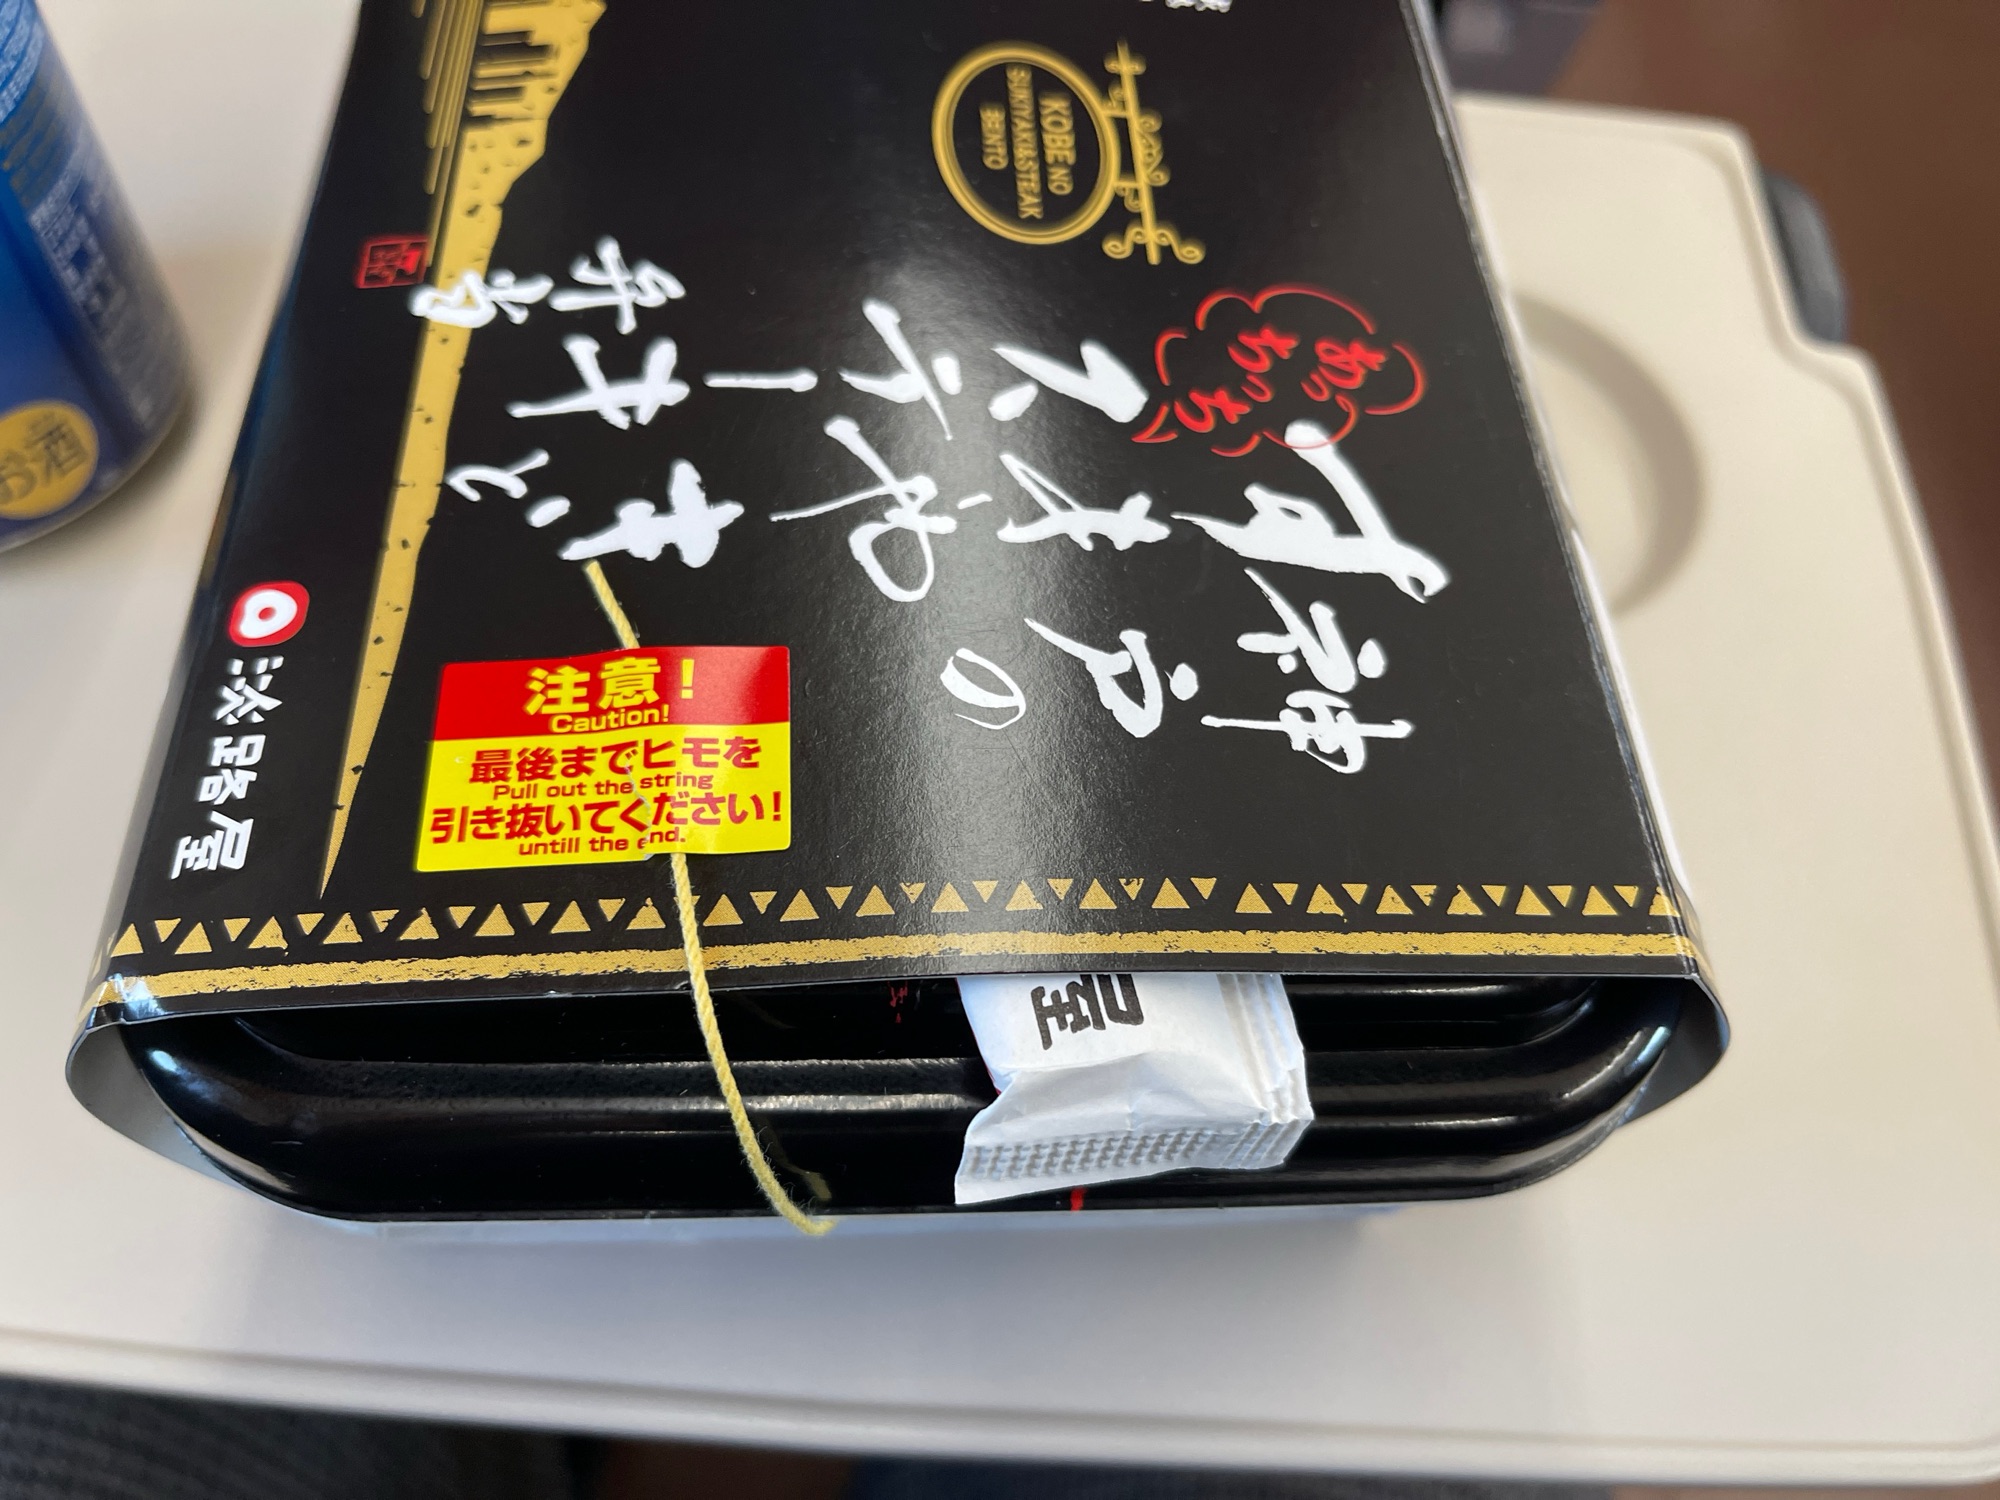 KOBE NO
SUKIYAKI&STEAK
BENTO
あっ
ちっち
神戸の
すきやきと
ステーキ弁当
淡路屋
注意!
Caution!
最後までヒモを
Pull out the string
引き抜いてください!
untill the end.
屋
お酒